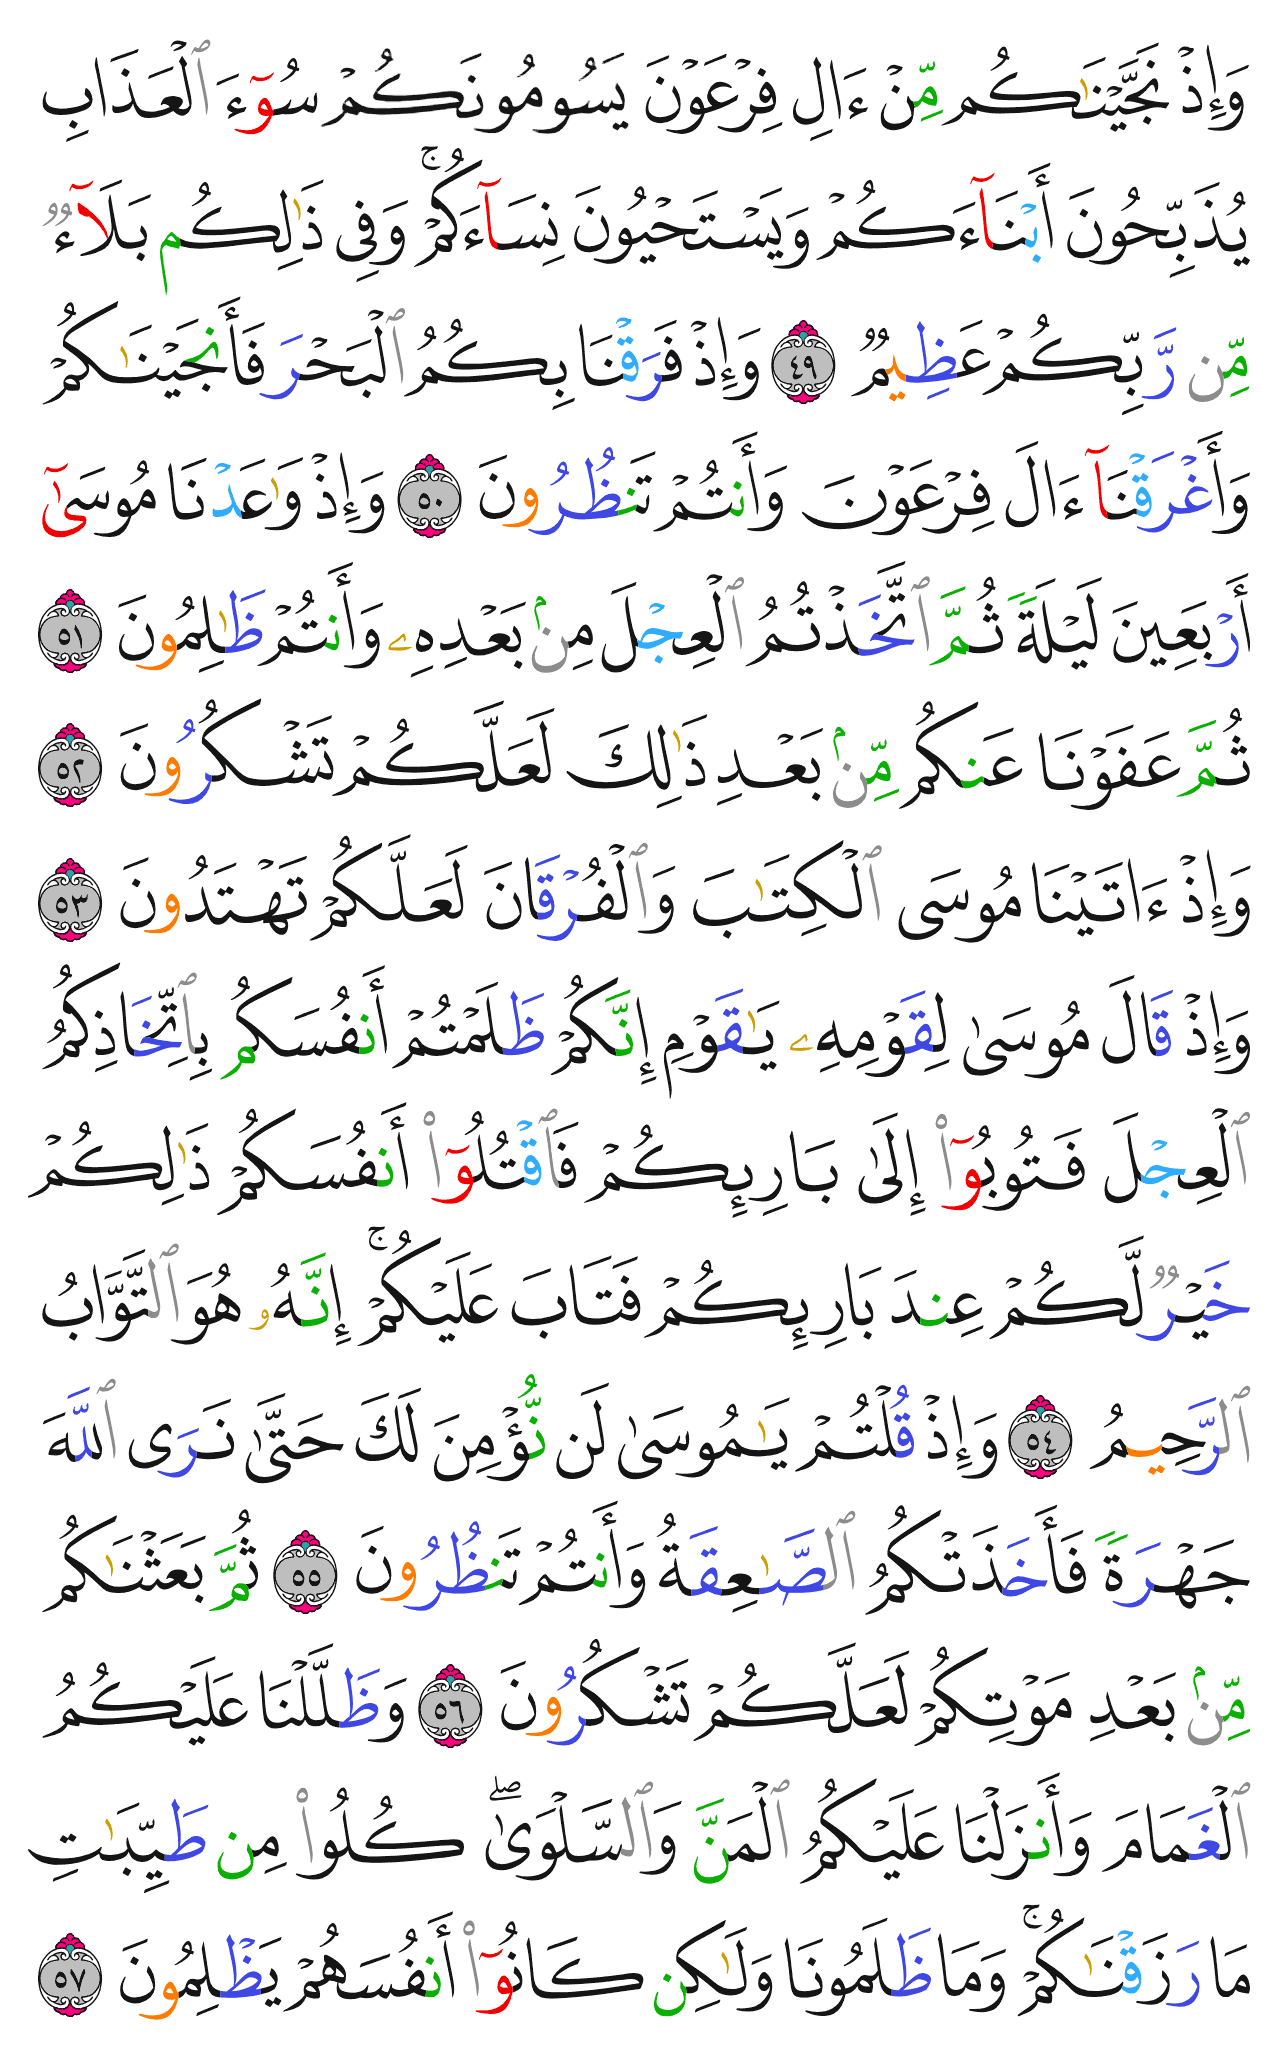 وَإِذْ نَجَّيْنَـٰكُم مِّنْ ءَالِ فِرْعَوْنَ يَسُومُونَكُمْ سُوٓءَ ٱلْعَذَابِ
يُذَبِّحُونَ أَبْنَآءَكُمْ وَيَسْتَحْيُونَ نِسَآءَكُمْ ۚ وَفِى ذَٰلِكُم بَلَآءٌ
مِّن رَّبِّكُمْ عَظِيمٌ ٤٩ وَإِذْ فَرَقْنَا بِكُمُ ٱلْبَحْرَ فَأَنجَيْنَـٰكُمْ
وَأَغْرَقْنَآ ءَالَ فِرْعَوْنَ وَأَنتُمْ تَنظُرُونَ ٥٠ وَإِذْ وَٰعَدْنَا مُوسَىٰٓ
أَرْبَعِينَ لَيْلَةً ثُمَّ ٱتَّخَذْتُمُ ٱلْعِجْلَ مِنۢ بَعْدِهِۦ وَأَنتُمْ ظَـٰلِمُونَ ٥١
ثُمَّ عَفَوْنَا عَنكُم مِّنۢ بَعْدِ ذَٰلِكَ لَعَلَّكُمْ تَشْكُرُونَ ٥٢
وَإِذْ ءَاتَيْنَا مُوسَى ٱلْكِتَـٰبَ وَٱلْفُرْقَانَ لَعَلَّكُمْ تَهْتَدُونَ ٥٣
وَإِذْ قَالَ مُوسَىٰ لِقَوْمِهِۦ يَـٰقَوْمِ إِنَّكُمْ ظَلَمْتُمْ أَنفُسَكُم بِٱتِّخَاذِكُمُ
ٱلْعِجْلَ فَتُوبُوٓا۟ إِلَىٰ بَارِئِكُمْ فَٱقْتُلُوٓا۟ أَنفُسَكُمْ ذَٰلِكُمْ
خَيْرٌ لَّكُمْ عِندَ بَارِئِكُمْ فَتَابَ عَلَيْكُمْ ۚ إِنَّهُۥ هُوَ ٱلتَّوَّابُ
ٱلرَّحِيمُ ٥٤ وَإِذْ قُلْتُمْ يَـٰمُوسَىٰ لَن نُّؤْمِنَ لَكَ حَتَّىٰ نَرَى ٱللَّهَ
جَهْرَةً فَأَخَذَتْكُمُ ٱلصَّـٰعِقَةُ وَأَنتُمْ تَنظُرُونَ ٥٥ ثُمَّ بَعَثْنَـٰكُم
مِّنۢ بَعْدِ مَوْتِكُمْ لَعَلَّكُمْ تَشْكُرُونَ ٥٦ وَظَلَّلْنَا عَلَيْكُمُ
ٱلْغَمَامَ وَأَنزَلْنَا عَلَيْكُمُ ٱلْمَنَّ وَٱلسَّلْوَىٰ ۖ كُلُوا۟ مِن طَيِّبَـٰتِ
مَا رَزَقْنَـٰكُمْ ۚ وَمَا ظَلَمُونَا وَلَـٰكِن كَانُوٓا۟ أَنفُسَهُمْ يَظْلِمُونَ ٥٧